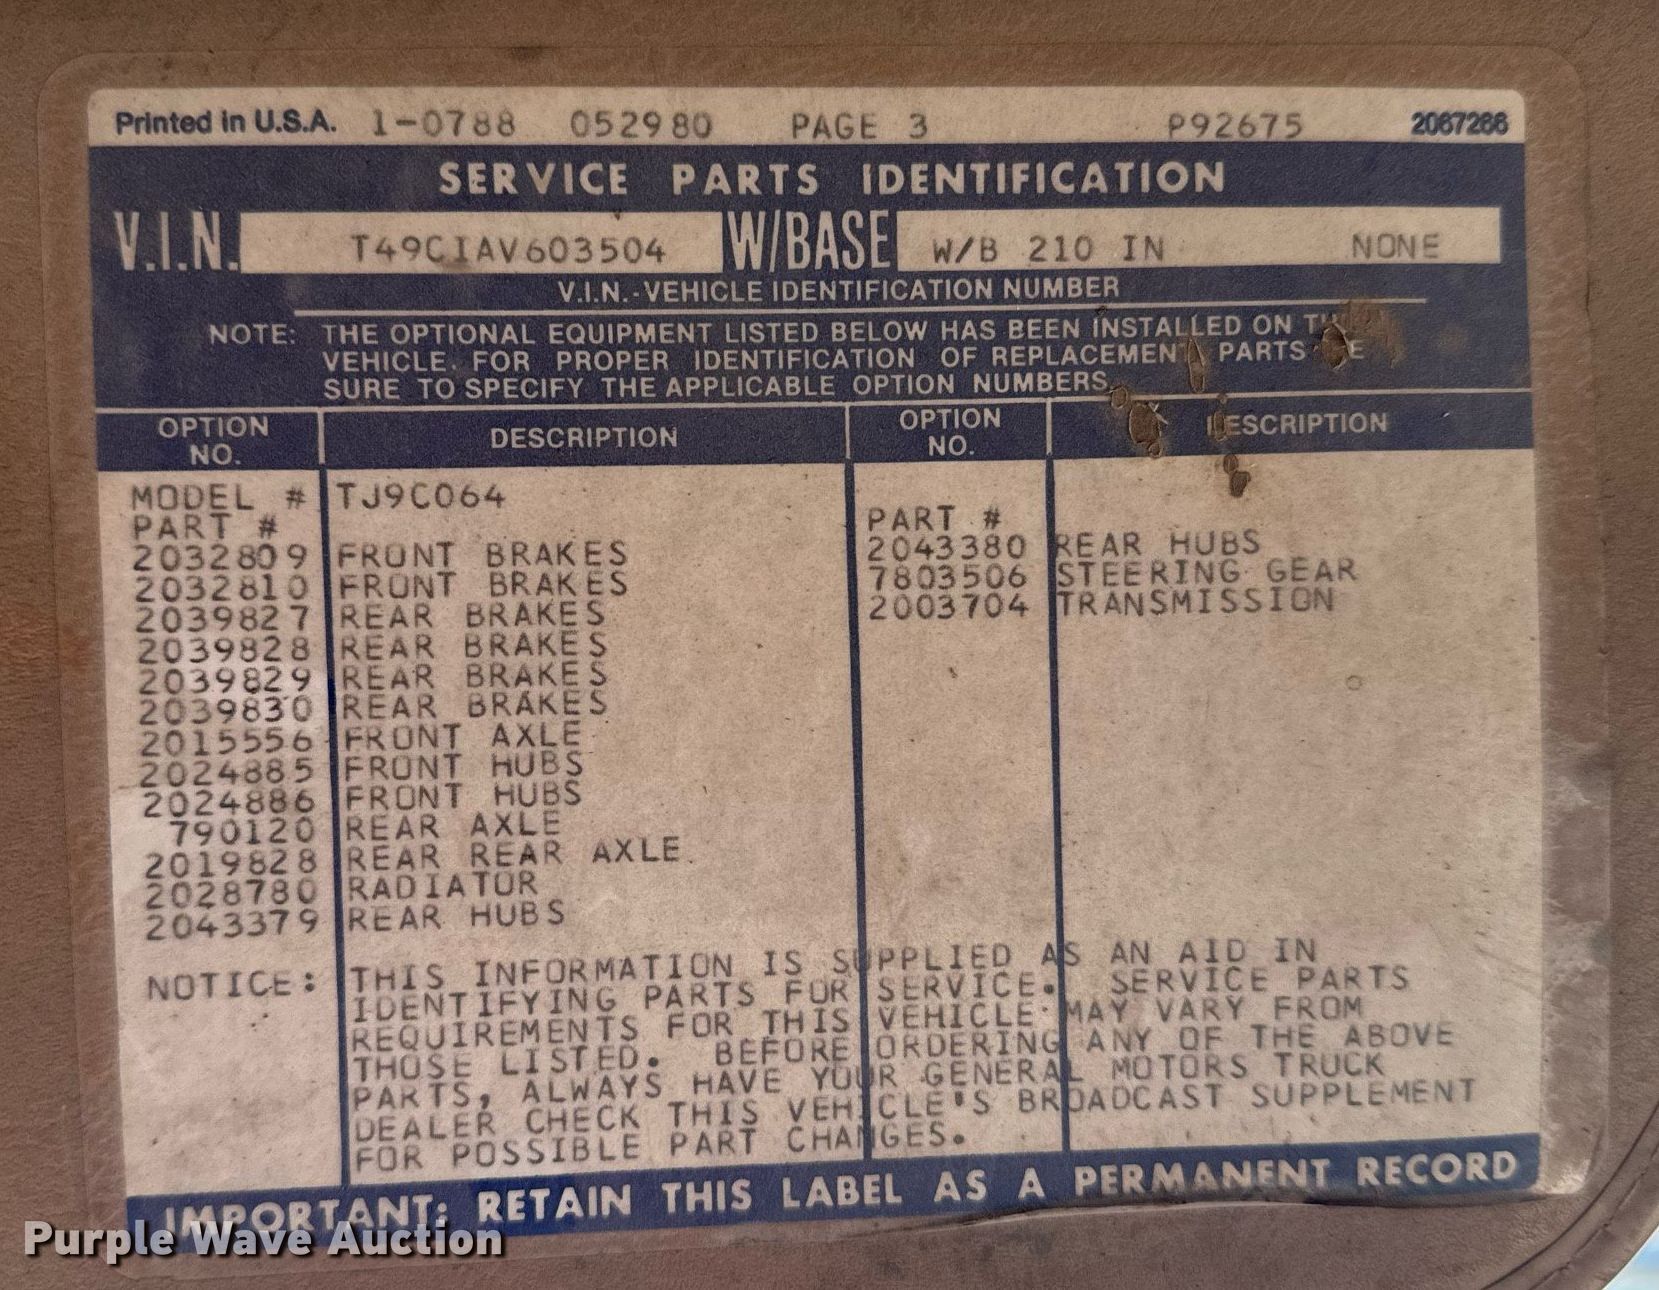 Printed in U.S.A. 1-0788 052980 PAGE 3 P92675 2067286
SERVICE PARTS IDENTIFICATION
V.I.N. T49CIAV603504 W/BASE W/B 210 IN NONE
V.I.N.-VEHICLE IDENTIFICATION NUMBER
NOTE: THE OPTIONAL EQUIPMENT LISTED BELOW HAS BEEN INSTALLED ON
VEHICLE. FOR PROPER IDENTIFICATION OF REPLACEMENT PARTS
SURE TO SPECIFY THE APPLICABLE OPTION NUMBERS.
OPTION NO. DESCRIPTION OPTION NO. DESCRIPTION
MODEL # TJ9C064
PART #
2032809 FRONT BRAKES
2032810 FRONT BRAKES
2039827 REAR BRAKES
2039828 REAR BRAKES
2039829 REAR BRAKES
2039830 REAR BRAKES
2015556 FRONT AXLE
2024885 FRONT HUBS
2024886 FRONT HUBS
790120 REAR AXLE
2019828 REAR REAR AXLE
2028780 RADIATOR
2043379 REAR HUBS
PART #
2043380 REAR HUBS
7803506 STEERING GEAR
2003704 TRANSMISSION
NOTICE: THIS INFORMATION IS SUPPLIED AS AN AID IN
IDENTIFYING PARTS FOR SERVICE. SERVICE PARTS
REQUIREMENTS FOR THIS VEHICLE MAY VARY FROM
THOSE LISTED. BEFORE ORDERING ANY OF THE ABOVE
PARTS, ALWAYS HAVE YOUR GENERAL MOTORS TRUCK
DEALER CHECK THIS VEHICLE'S BROADCAST SUPPLEMENT
FOR POSSIBLE PART CHANGES.
IMPORTANT: RETAIN THIS LABEL AS A PERMANENT RECORD
Purple Wave Auction